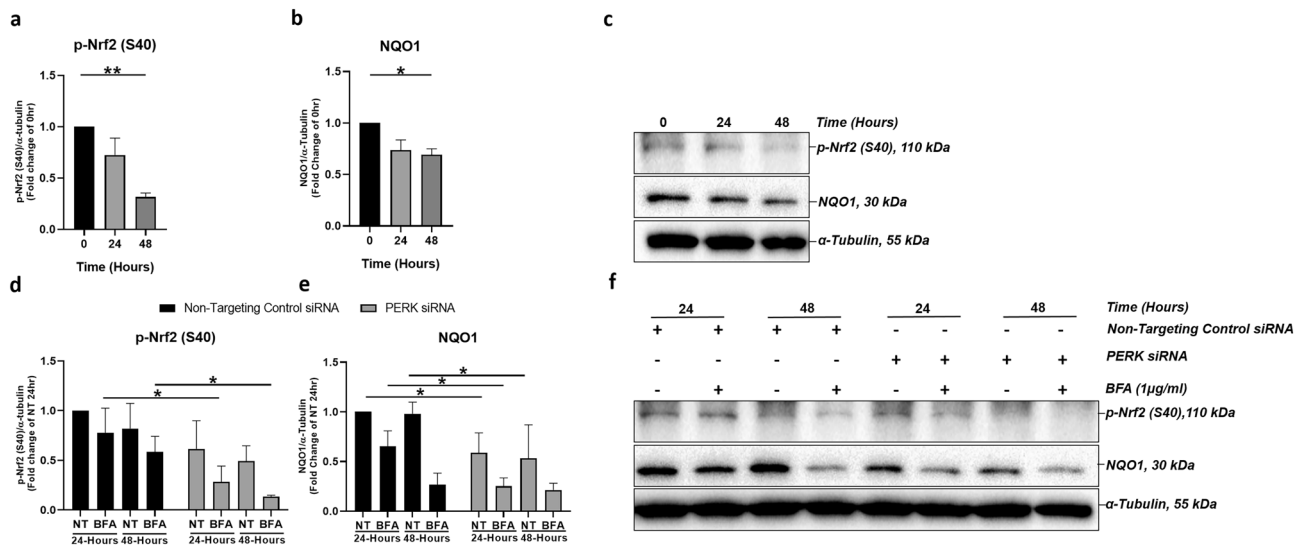 a
p-Nrf2 (S40)
p-Nrf2 (S40)/α-tubulin
(Fold change of 0hr)
1.5
1.0
0.5
0.0
**
0 24 48
Time (Hours)
b
NQO1
NQO1/α-Tubulin
(Fold Change of 0hr)
1.5
1.0
0.5
0.0
*
0 24 48
Time (Hours)
c
0 24 48 Time (Hours)
p-Nrf2 (S40), 110 kDa
NQO1, 30 kDa
α-Tubulin, 55 kDa
Non-Targeting Control siRNA PERK siRNA
d
p-Nrf2 (S40)
p-Nrf2 (S40)/α-tubulin
(Fold change of NT 24hr)
1.5
1.0
0.5
0.0
*
*
NT BFA NT BFA NT BFA NT BFA
24-Hours 48-Hours 24-Hours 48-Hours
e
NQO1
NQO1/α-Tubulin
(Fold Change of NT 24hr)
1.5
1.0
0.5
0.0
*
*
*
NT BFA NT BFA NT BFA NT BFA
24-Hours 48-Hours 24-Hours 48-Hours
f
24 48 24 48 Time (Hours)
+ + + + - - - - Non-Targeting Control siRNA
- - - - + + + + PERK siRNA
- + - + - + - + BFA (1µg/ml)
p-Nrf2 (S40),110 kDa
NQO1, 30 kDa
α-Tubulin, 55 kDa